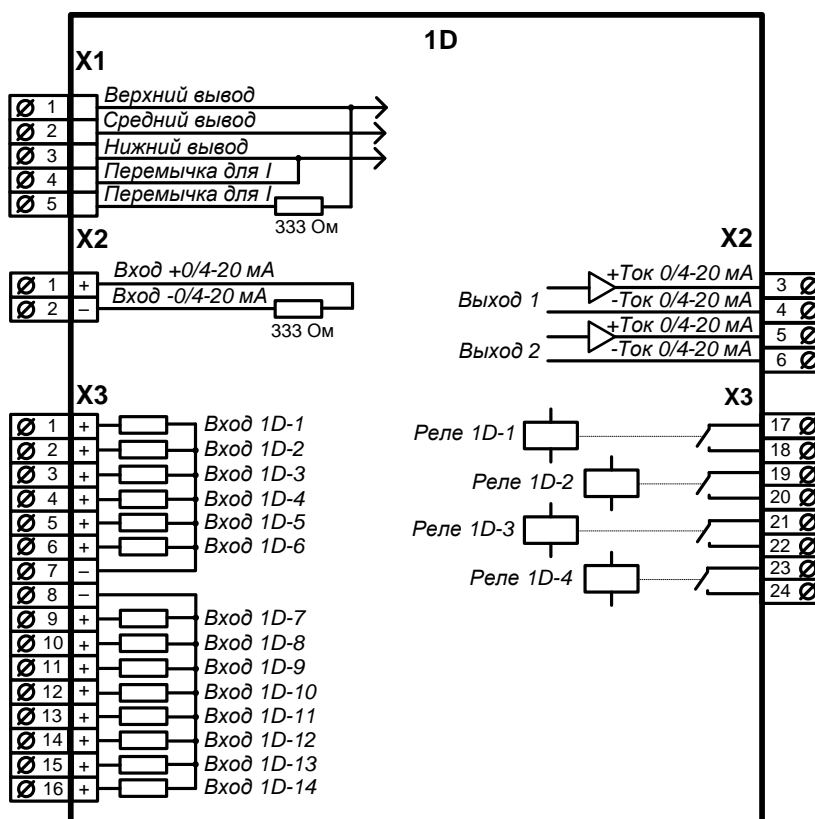 1D
X1
1 Верхний вывод
2 Средний вывод
3 Нижний вывод
4 Перемычка для I
5 Перемычка для I
333 Ом
X2
1 + Вход +0/4-20 мА
2 – Вход -0/4-20 мА
333 Ом
X2
+Ток 0/4-20 мА 3
Выход 1
-Ток 0/4-20 мА 4
+Ток 0/4-20 мА 5
Выход 2
-Ток 0/4-20 мА 6
X3
1 + Вход 1D-1
2 + Вход 1D-2
3 + Вход 1D-3
4 + Вход 1D-4
5 + Вход 1D-5
6 + Вход 1D-6
7 –
8 –
9 + Вход 1D-7
10 + Вход 1D-8
11 + Вход 1D-9
12 + Вход 1D-10
13 + Вход 1D-11
14 + Вход 1D-12
15 + Вход 1D-13
16 + Вход 1D-14
X3
Реле 1D-1 17
18
Реле 1D-2 19
20
Реле 1D-3 21
22
Реле 1D-4 23
24